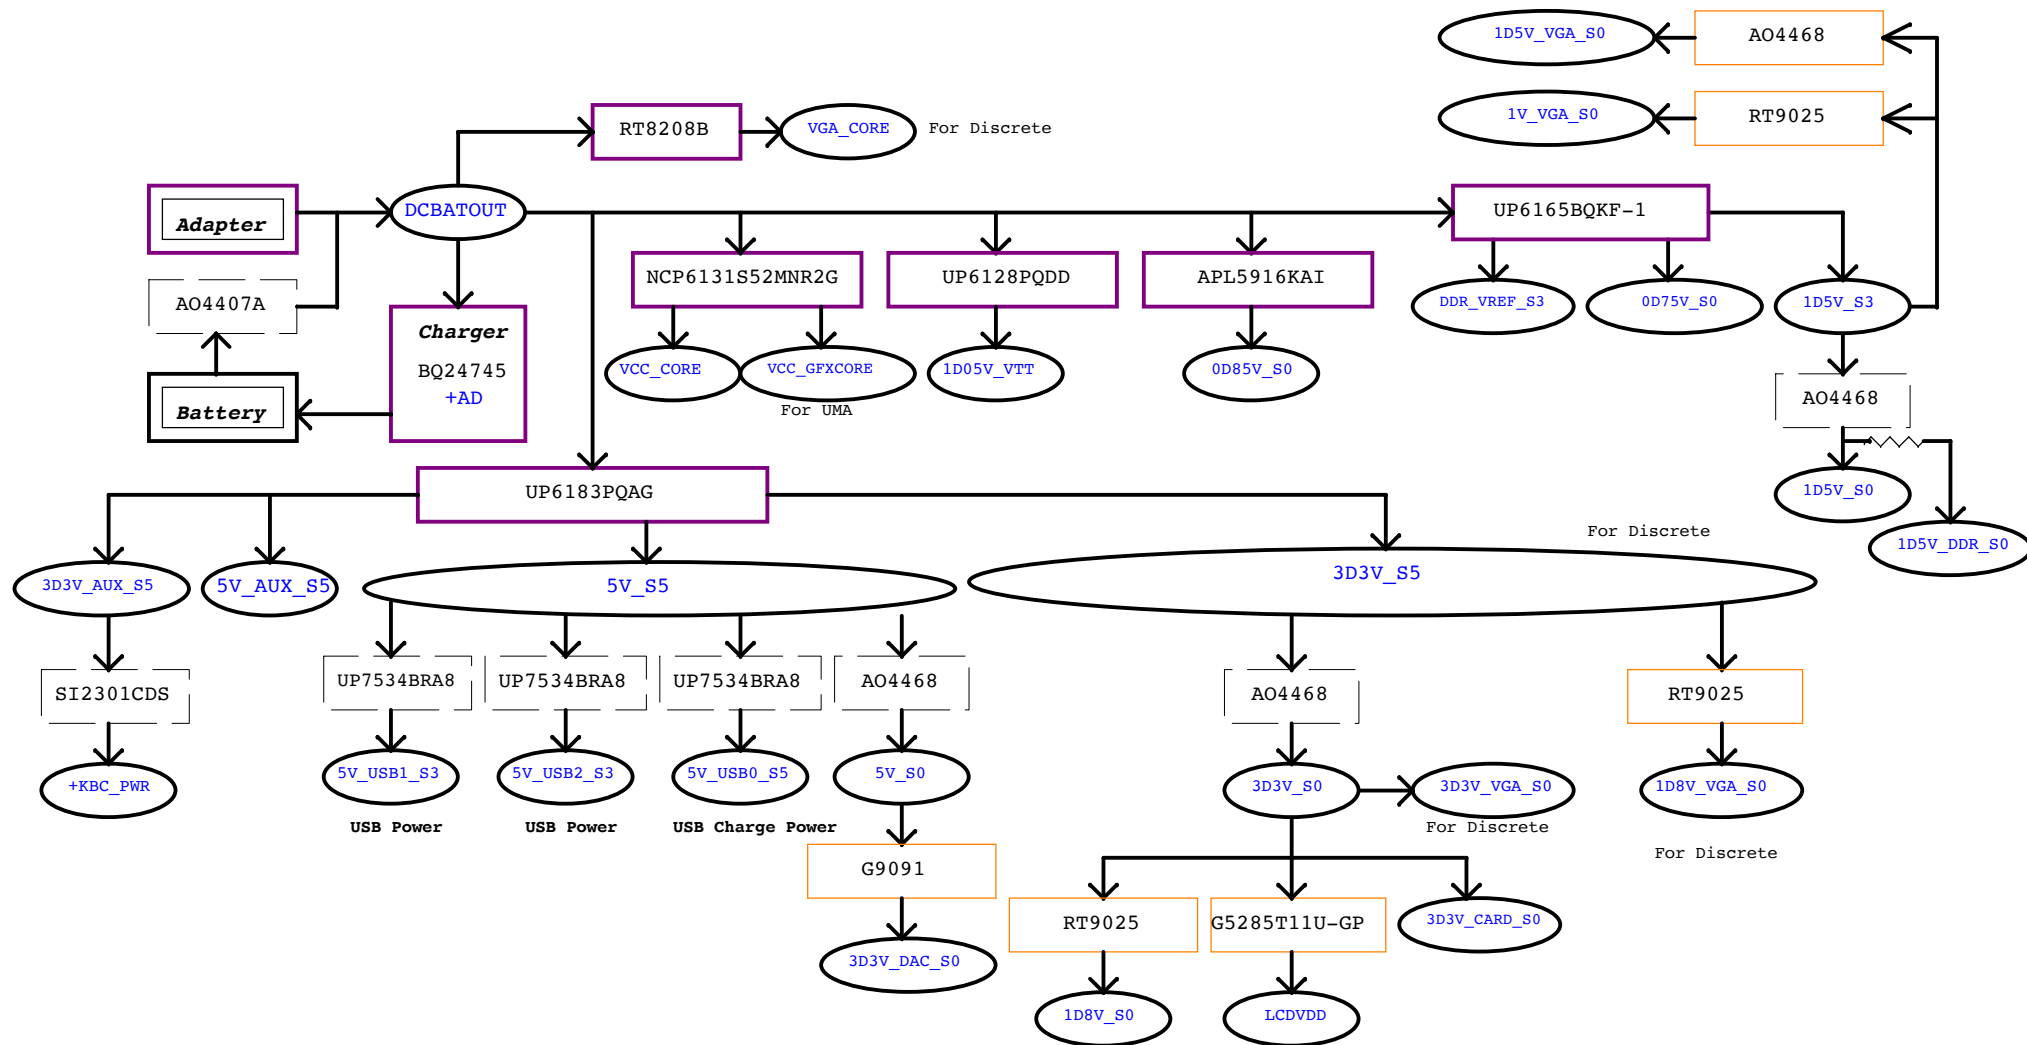 1D5V_VGA_S0
AO4468
1V_VGA_S0
RT9025
RT8208B
VGA_CORE
For Discrete
Adapter
DCBATOUT
UP6165BQKF-1
NCP6131S52MNR2G
UP6128PQDD
APL5916KAI
AO4407A
DDR_VREF_S3
0D75V_S0
1D5V_S3
Charger
BQ24745
+AD
VCC_CORE
VCC_GFXCORE
For UMA
1D05V_VTT
0D85V_S0
AO4468
Battery
UP6183PQAG
1D5V_S0
1D5V_DDR_S0
For Discrete
3D3V_AUX_S5
5V_AUX_S5
5V_S5
3D3V_S5
SI2301CDS
UP7534BRA8
UP7534BRA8
UP7534BRA8
AO4468
AO4468
RT9025
+KBC_PWR
5V_USB1_S3
5V_USB2_S3
5V_USB0_S5
5V_S0
3D3V_S0
3D3V_VGA_S0
1D8V_VGA_S0
USB Power
USB Power
USB Charge Power
For Discrete
For Discrete
G9091
RT9025
G5285T11U-GP
3D3V_CARD_S0
3D3V_DAC_S0
1D8V_S0
LCDVDD